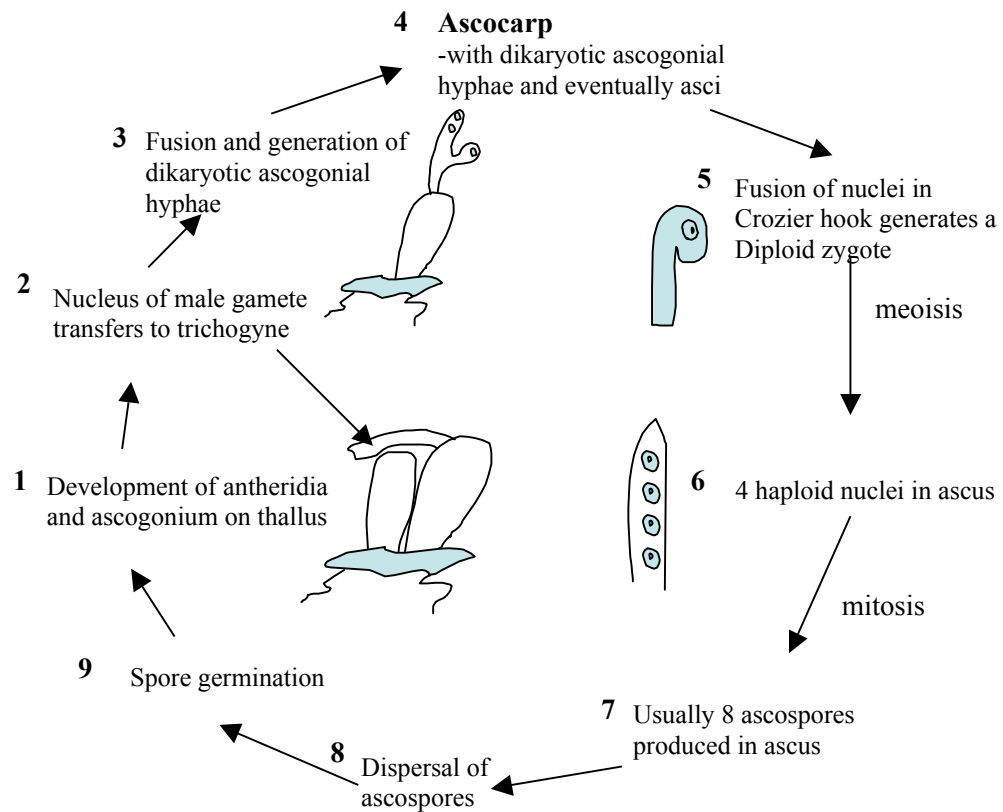 4 Ascocarp
-with dikaryotic ascogonial
hyphae and eventually asci
3 Fusion and generation of
dikaryotic ascogonial
hyphae
5 Fusion of nuclei in
Crozier hook generates a
Diploid zygote
2 Nucleus of male gamete
transfers to trichogyne
meoisis
1 Development of antheridia
and ascogonium on thallus
6 4 haploid nuclei in ascus
mitosis
9 Spore germination
7 Usually 8 ascospores
produced in ascus
8 Dispersal of
ascospores